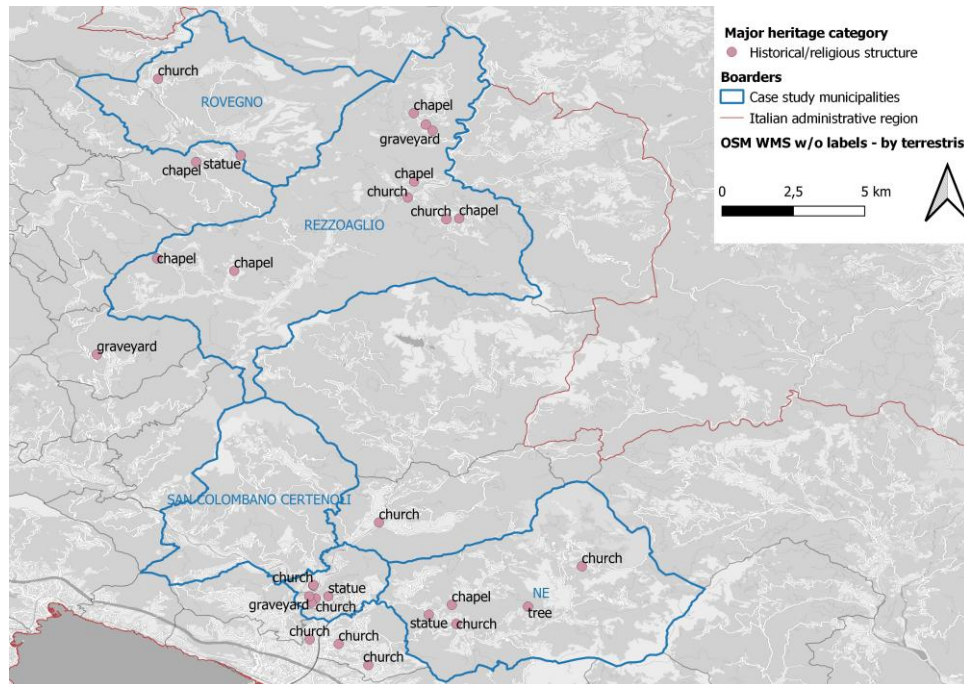 Major heritage category
Historical/religious structure
Boarders
Case study municipalities
Italian administrative region
OSM WMS w/o labels - by terrestris
0 2,5 5 km
church
ROVEGNO
chapel
graveyard
chapel
statue
chapel
church
church
chapel
REZZOAGLIO
chapel
chapel
graveyard
SAN COLOMBANO CERTENOLI
church
church
church
statue
graveyard
church
NE
chapel
tree
statue
church
church
church
church